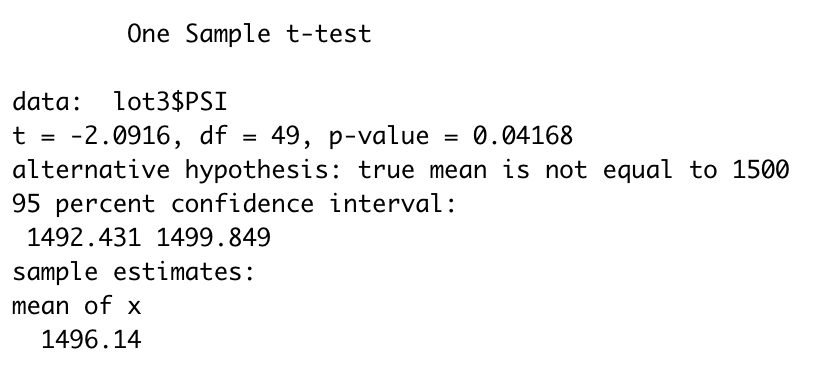 One Sample t-test
data:  lot3$PSI
t = -2.0916, df = 49, p-value = 0.04168
alternative hypothesis: true mean is not equal to 1500
95 percent confidence interval:
 1492.431 1499.849
sample estimates:
mean of x
  1496.14